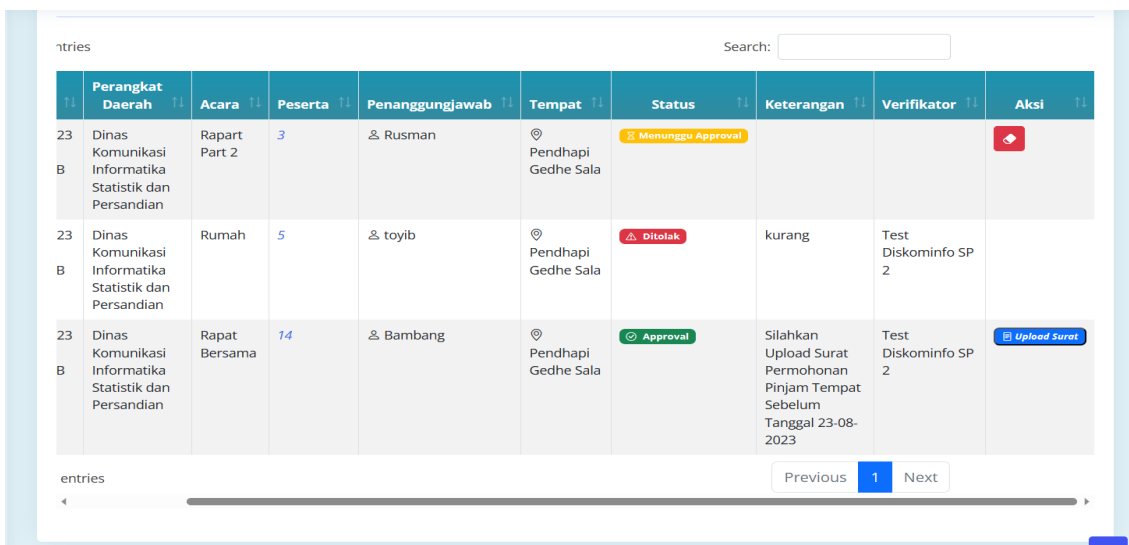 ntries
Search:
Perangkat
Daerah Acara Peserta Penanggungjawab Tempat Status Keterangan Verifikator Aksi
23 Dinas Rapart 3 Rusman Menunggu Approval
Komunikasi Part 2 Pendhapi
B Informatika Gedhe Sala
Statistik dan
Persandian
23 Dinas Rumah 5 toyib Ditolak kurang Test
Komunikasi Pendhapi Diskominfo SP
B Informatika Gedhe Sala 2
Statistik dan
Persandian
23 Dinas Rapat 14 Bambang Approval Silahkan Test Upload Surat
Komunikasi Bersama Pendhapi Upload Surat Diskominfo SP
B Informatika Gedhe Sala Permohonan 2
Statistik dan Pinjam Tempat
Persandian Sebelum
Tanggal 23-08-
2023
entries Previous 1 Next